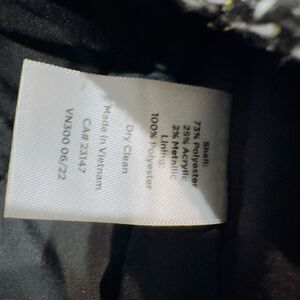 Shell:
73% Polyester
25% Acrylic
2% Metallic
Lining:
100% Polyester
Dry Clean
Made in Vietnam
CA# 23147
VN300 06/22